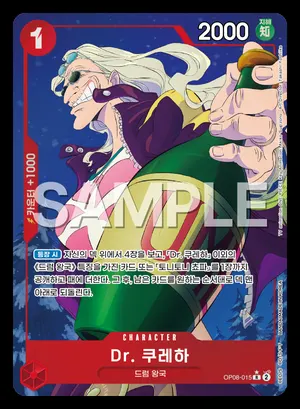 1
2000
지혜
知
카운터 +1000
SAMPLE
등장 시 자신의 덱 위에서 4장을 보고, 「Dr. 쿠레하」 이외의
《드럼 왕국》 특징을 가진 카드 또는 「토니토니 쵸파」를 1장까지
공개하고 패에 더한다. 그 후, 남은 카드를 원하는 순서대로 덱 맨
아래로 되돌린다.
CHARACTER
Dr. 쿠레하
드럼 왕국
OP08-015 R 2